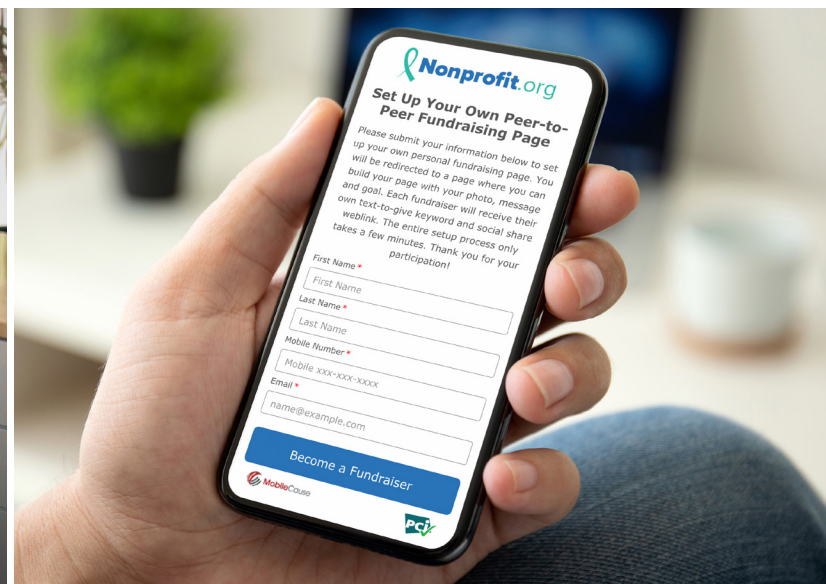 Nonprofit.org
Set Up Your Own Peer-to-
Peer Fundraising Page
Please submit your information below to set
up your own personal fundraising page. You
will be redirected to a page where you can
build your page with your photo, message
and goal. Each fundraiser will receive their
own text-to-give keyword and social share
weblink. The entire setup process only
takes a few minutes. Thank you for your
participation!
First Name *
First Name
Last Name *
Last Name
Mobile Number *
Mobile xxx-xxx-xxxx
Email *
name@example.com
Become a Fundraiser
MobileCause
PCI